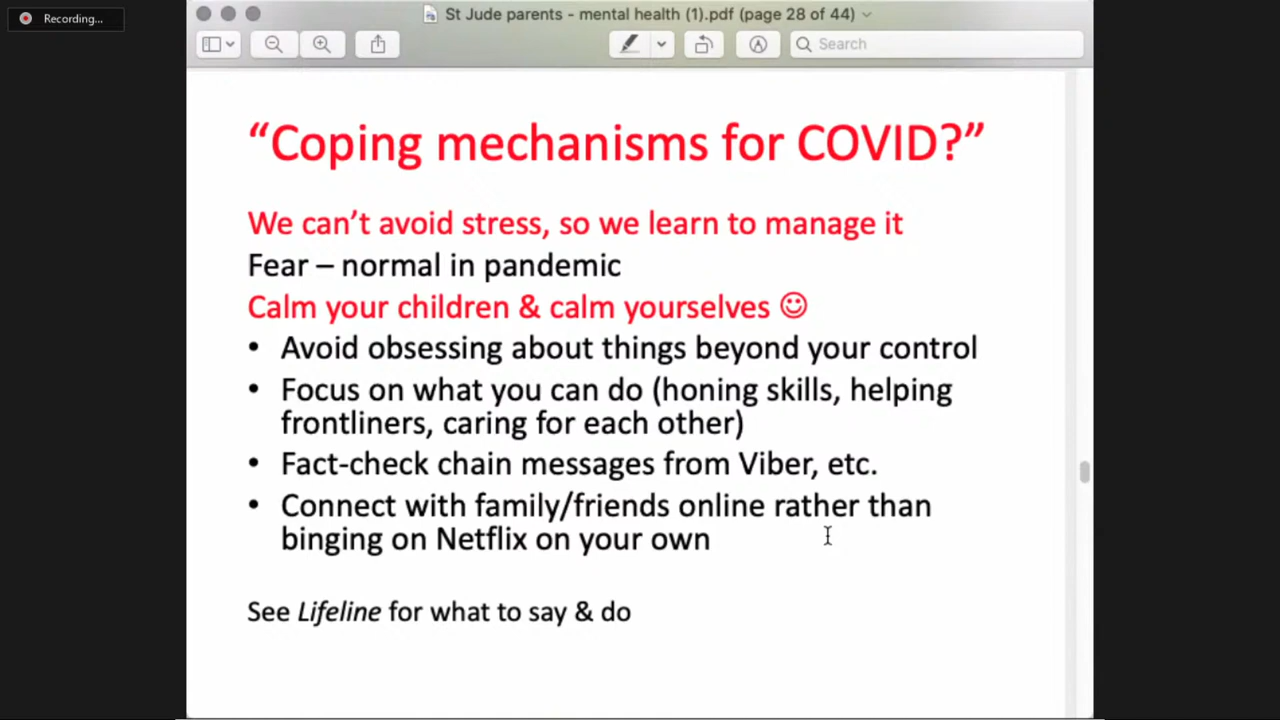 Recording...
St Jude parents - mental health (1).pdf (page 28 of 44)
Search
“Coping mechanisms for COVID?”
We can’t avoid stress, so we learn to manage it
Fear – normal in pandemic
Calm your children & calm yourselves ☺
• Avoid obsessing about things beyond your control
• Focus on what you can do (honing skills, helping
frontliners, caring for each other)
• Fact-check chain messages from Viber, etc.
• Connect with family/friends online rather than
binging on Netflix on your own
See Lifeline for what to say & do